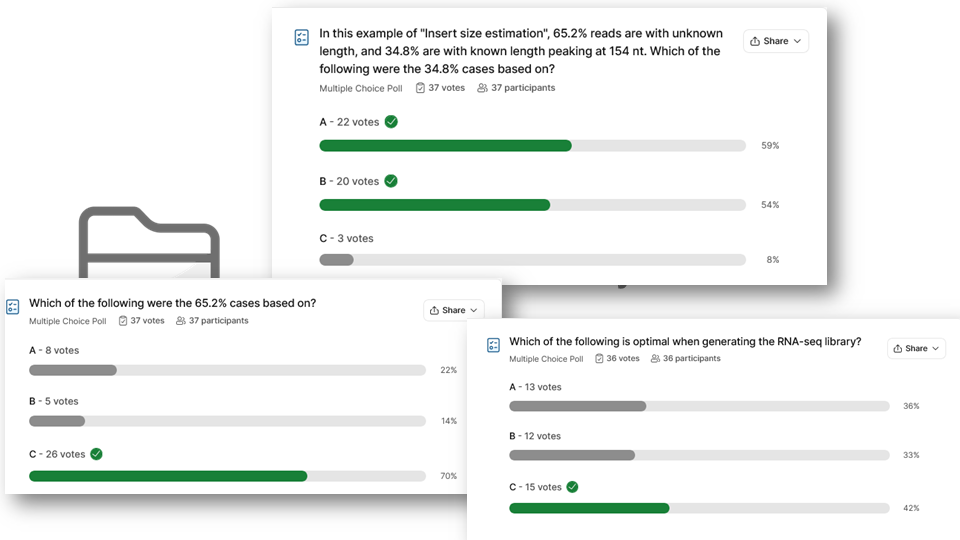 In this example of "Insert size estimation", 65.2% reads are with unknown
length, and 34.8% are with known length peaking at 154 nt. Which of the
following were the 34.8% cases based on?
Share
Multiple Choice Poll 37 votes 37 participants
A - 22 votes
59%
B - 20 votes
54%
C - 3 votes
8%
Which of the following were the 65.2% cases based on?
Share
Multiple Choice Poll 37 votes 37 participants
A - 8 votes
22%
B - 5 votes
14%
C - 26 votes
70%
Which of the following is optimal when generating the RNA-seq library?
Share
Multiple Choice Poll 36 votes 36 participants
A - 13 votes
36%
B - 12 votes
33%
C - 15 votes
42%